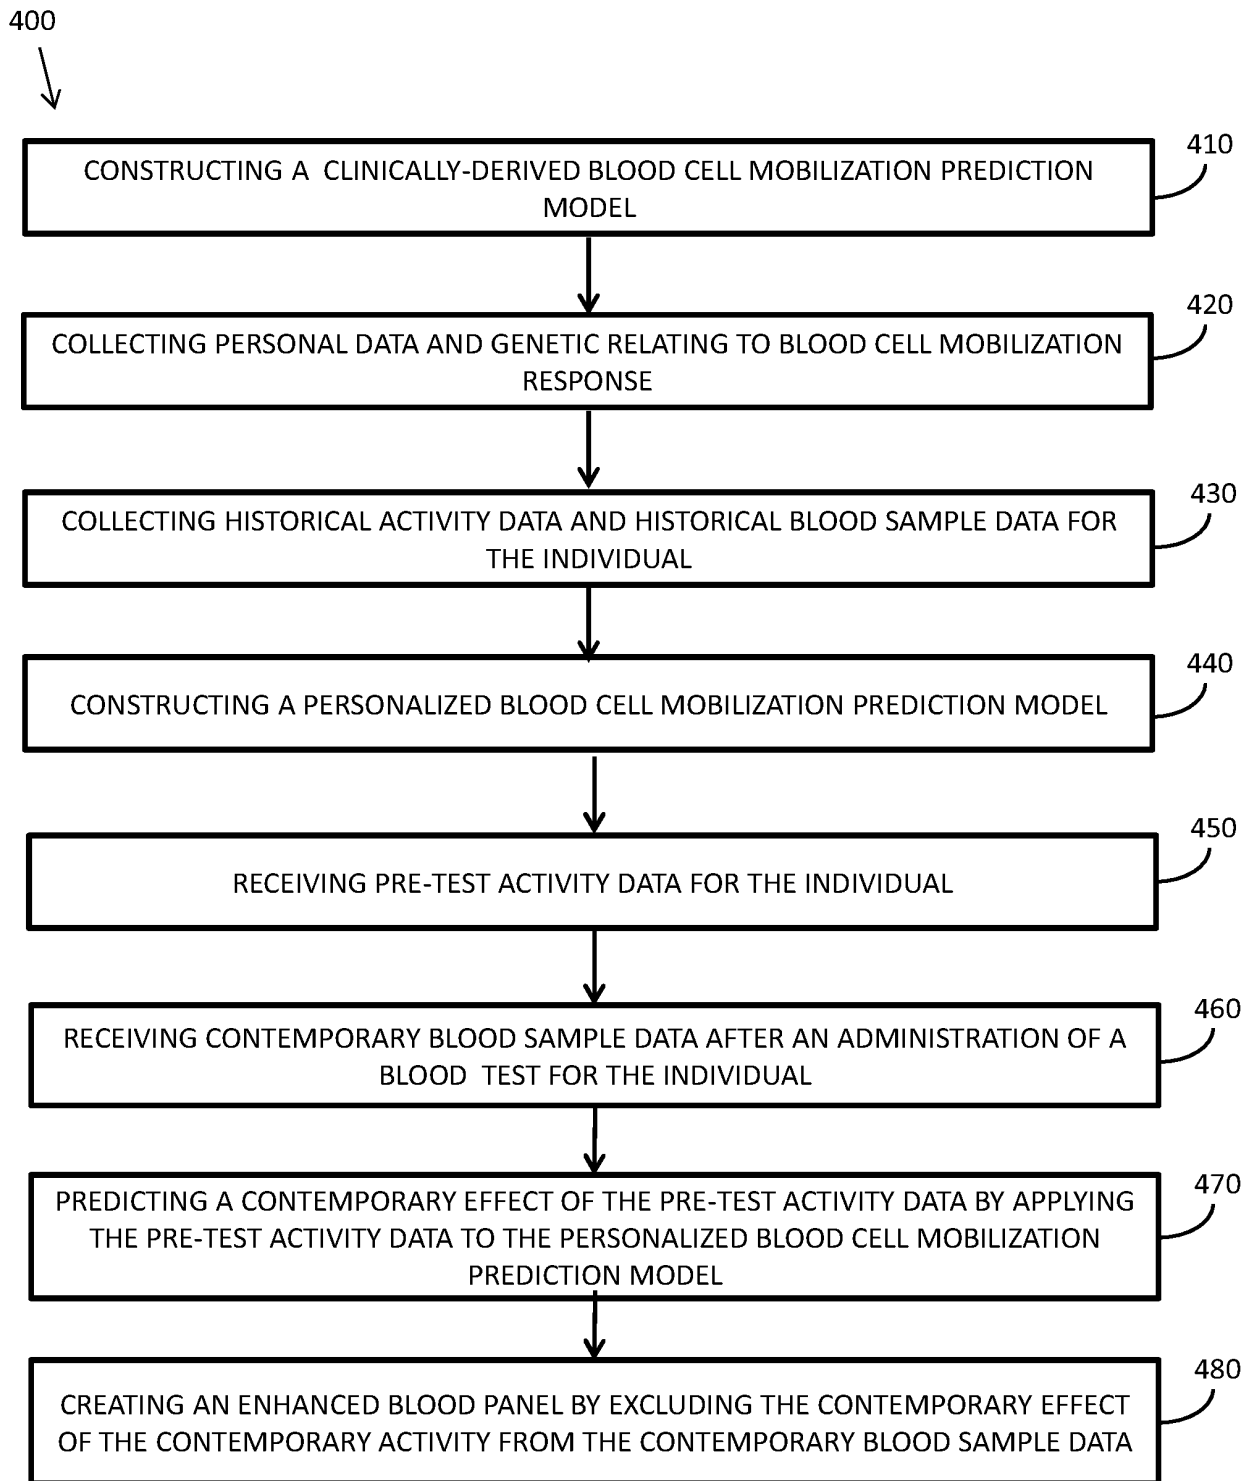 400
410
CONSTRUCTING A CLINICALLY-DERIVED BLOOD CELL MOBILIZATION PREDICTION
MODEL
420
COLLECTING PERSONAL DATA AND GENETIC RELATING TO BLOOD CELL MOBILIZATION
RESPONSE
430
COLLECTING HISTORICAL ACTIVITY DATA AND HISTORICAL BLOOD SAMPLE DATA FOR
THE INDIVIDUAL
440
CONSTRUCTING A PERSONALIZED BLOOD CELL MOBILIZATION PREDICTION MODEL
450
RECEIVING PRE-TEST ACTIVITY DATA FOR THE INDIVIDUAL
460
RECEIVING CONTEMPORARY BLOOD SAMPLE DATA AFTER AN ADMINISTRATION OF A
BLOOD TEST FOR THE INDIVIDUAL
470
PREDICTING A CONTEMPORARY EFFECT OF THE PRE-TEST ACTIVITY DATA BY APPLYING
THE PRE-TEST ACTIVITY DATA TO THE PERSONALIZED BLOOD CELL MOBILIZATION
PREDICTION MODEL
480
CREATING AN ENHANCED BLOOD PANEL BY EXCLUDING THE CONTEMPORARY EFFECT
OF THE CONTEMPORARY ACTIVITY FROM THE CONTEMPORARY BLOOD SAMPLE DATA